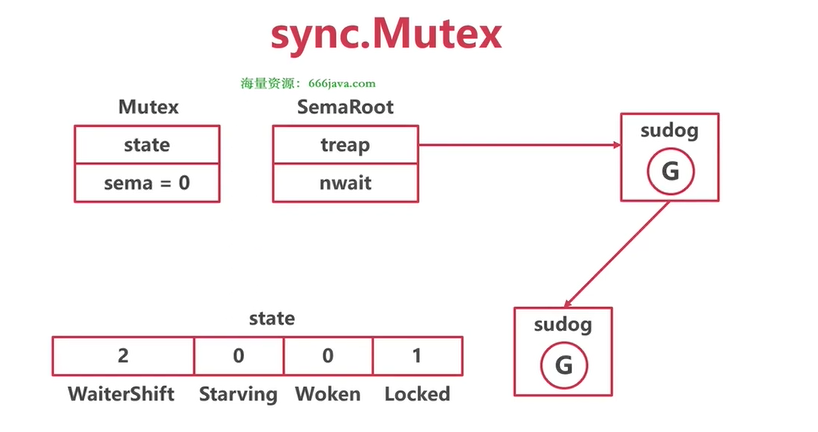 sync.Mutex
海量资源：666java.com
Mutex
state
sema = 0
SemaRoot
treap
nwait
sudog
G
sudog
G
state
2 0 0 1
WaiterShift Starving Woken Locked